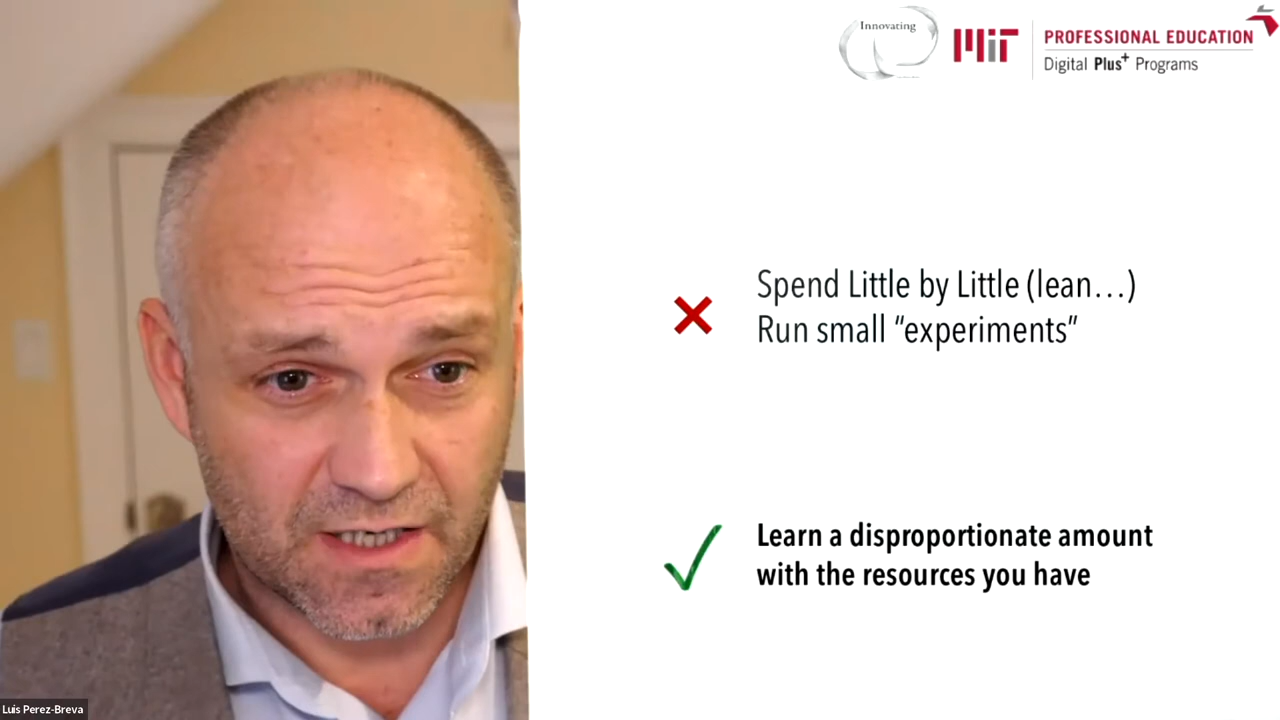 Innovating
MIT
PROFESSIONAL EDUCATION
Digital Plus+ Programs
Spend Little by Little (lean...)
Run small “experiments”
Learn a disproportionate amount
with the resources you have
Luis Perez-Breva